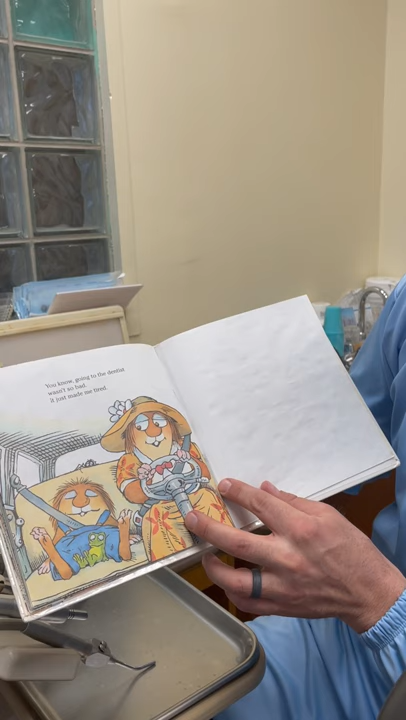 You know, going to the dentist
wasn't so bad.
It just made me tired.